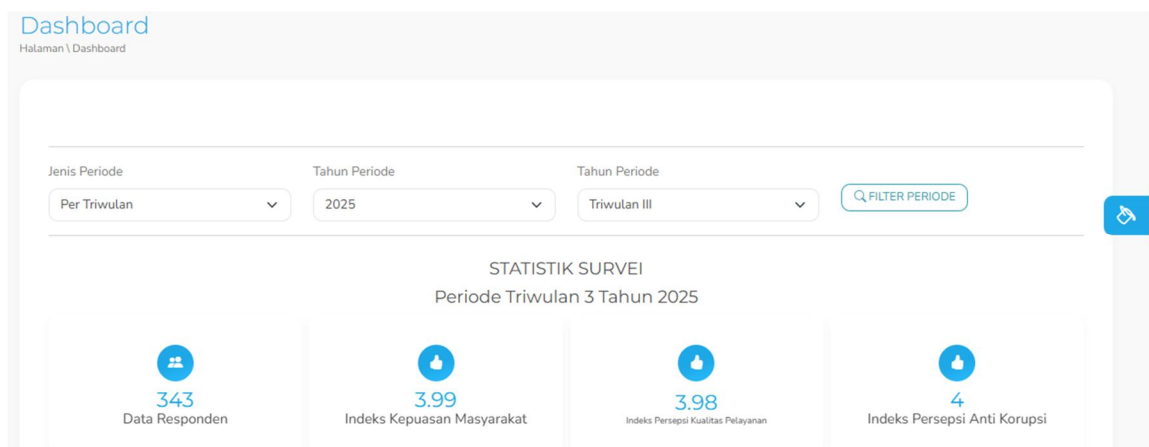 Dashboard
Halaman \ Dashboard
Jenis Periode
Tahun Periode
Tahun Periode
Per Triwulan
2025
Triwulan III
FILTER PERIODE
STATISTIK SURVEI
Periode Triwulan 3 Tahun 2025
343
Data Responden
3.99
Indeks Kepuasan Masyarakat
3.98
Indeks Persepsi Kualitas Pelayanan
4
Indeks Persepsi Anti Korupsi